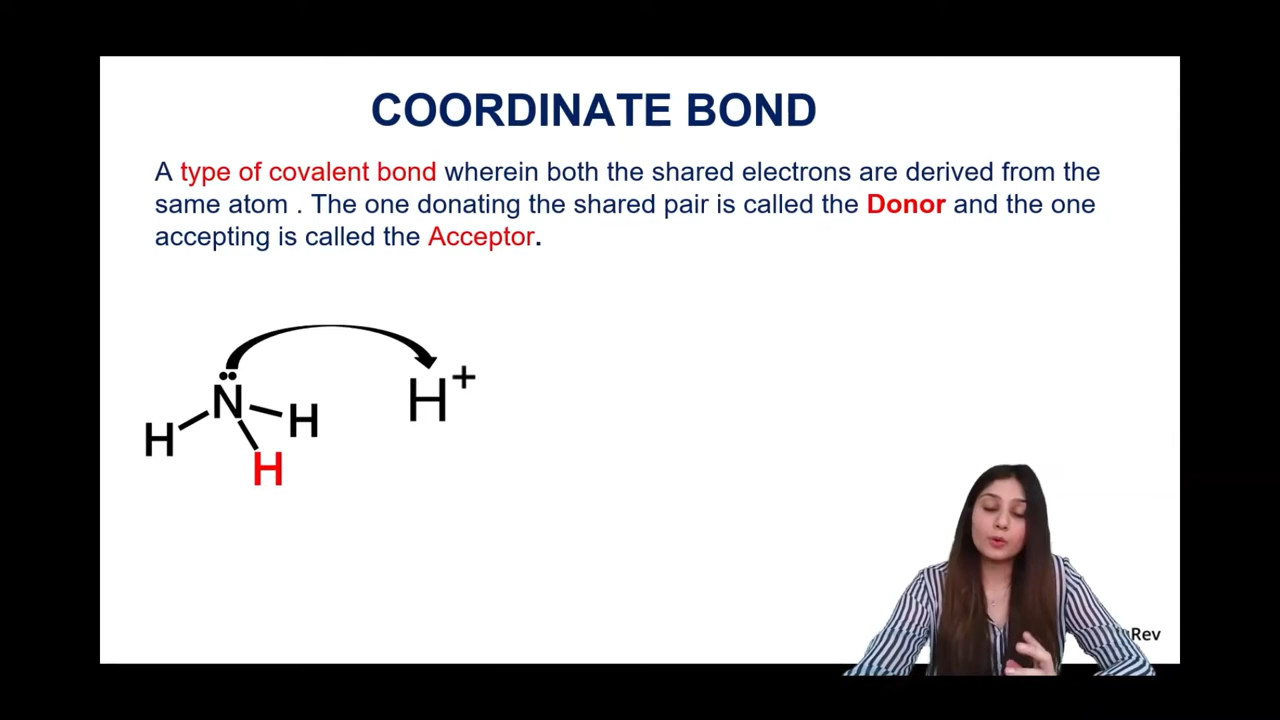 COORDINATE BOND
A type of covalent bond wherein both the shared electrons are derived from the
same atom . The one donating the shared pair is called the Donor and the one
accepting is called the Acceptor.
H+
N
H
H
H